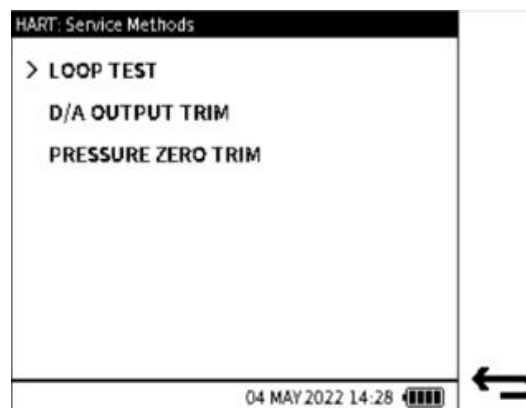 HART: Service Methods
> LOOP TEST
D/A OUTPUT TRIM
PRESSURE ZERO TRIM
04 MAY 2022 14:28